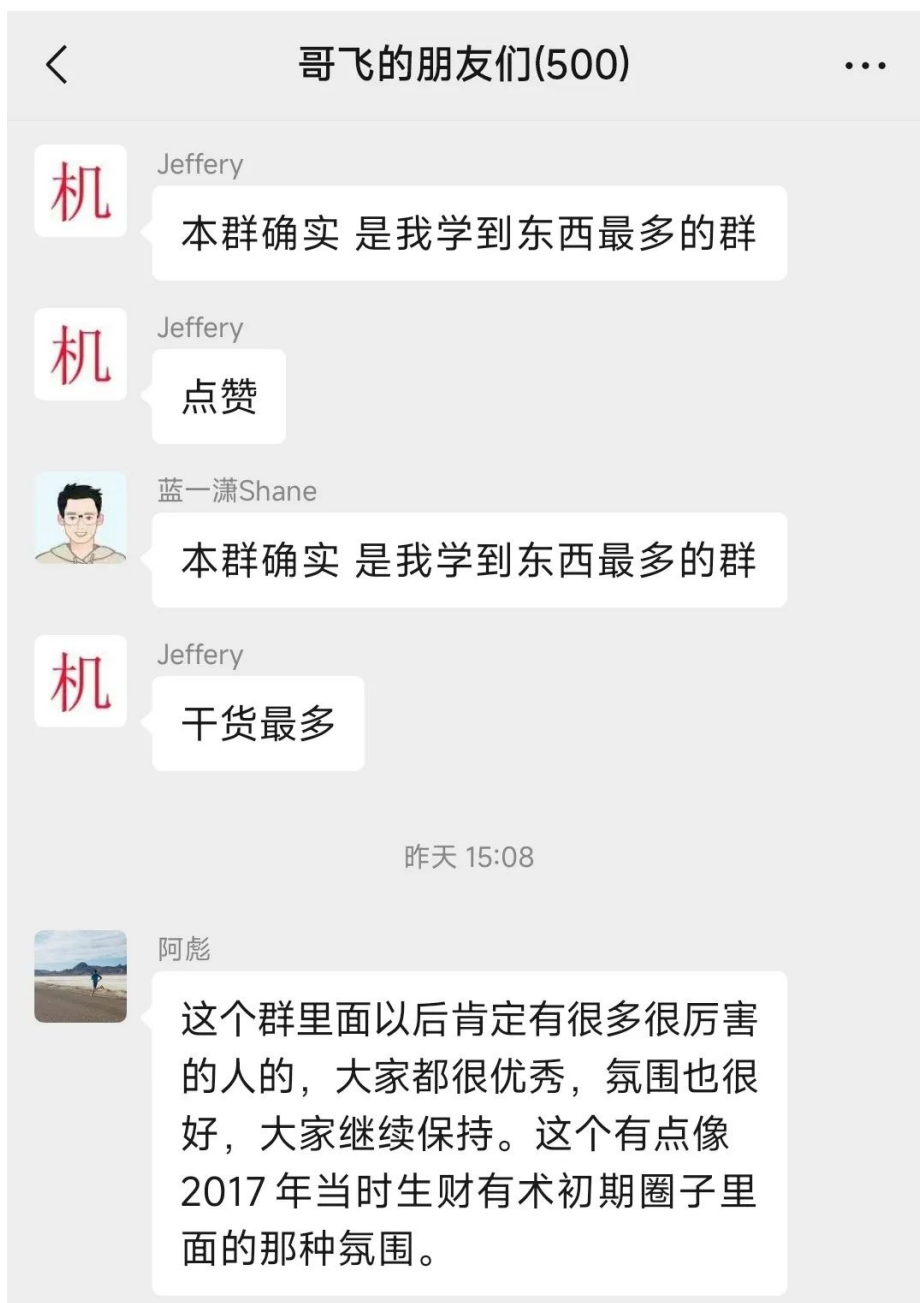 哥飞的朋友们(500)
机
Jeffery
本群确实 是我学到东西最多的群
机
Jeffery
点赞
蓝一潇Shane
本群确实 是我学到东西最多的群
机
Jeffery
干货最多
昨天 15:08
阿彪
这个群里面以后肯定有很多很厉害
的人的，大家都很优秀，氛围也很
好，大家继续保持。这个有点像
2017 年当时生财有术初期圈子里
面的那种氛围。